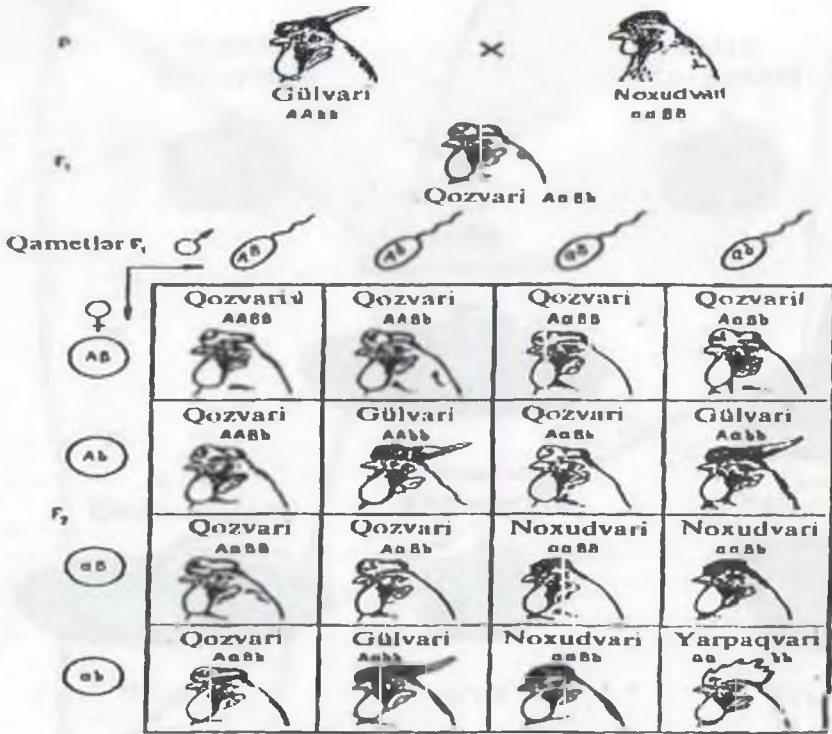 P
×
Gülvari
AAbb
Noxudvari
aaBB
F₁
Qozvari AaBb
Qametlər F₁ ♂
AB
Ab
aB
ab
♀
Qozvari
AABB
Qozvari
AABb
Qozvari
AaBB
Qozvari
AaBb
AB
Qozvari
AABb
Gülvari
AAbb
Qozvari
AaBb
Gülvari
Aabb
Ab
F₂
Qozvari
AaBB
Qozvari
AaBb
Noxudvari
aaBB
Noxudvari
aaBb
aB
Qozvari
AaBb
Gülvari
Aabb
Noxudvari
aaBb
Yarpaqvari
aa bb
ab